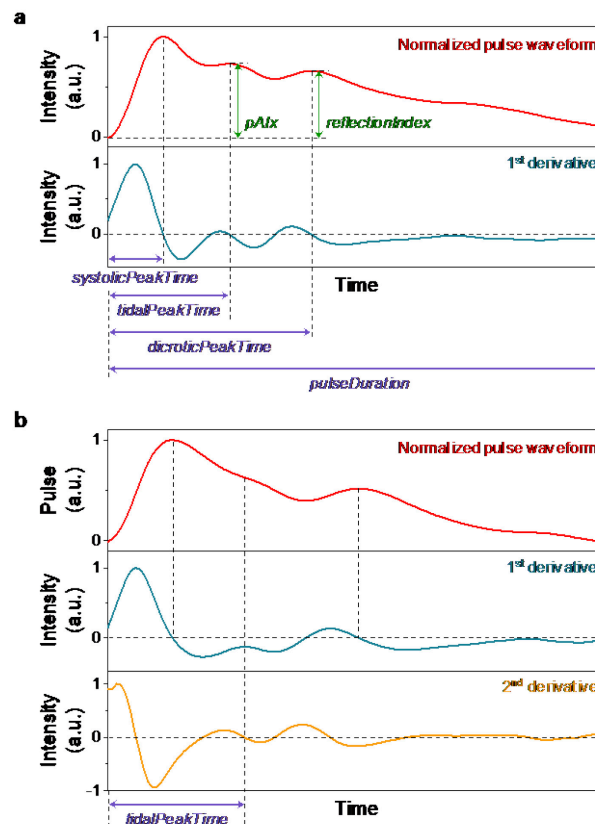 a
Normalized pulse waveform
Intensity
(a.u.)
1
0
pAIx
reflectionIndex
1st derivative
Intensity
(a.u.)
1
0
systolicPeakTime
Time
tidalPeakTime
dicroticPeakTime
pulseDuration
b
Normalized pulse waveform
Pulse
(a.u.)
1
0
1st derivative
Intensity
(a.u.)
1
0
2nd derivative
Intensity
(a.u.)
1
0
-1
Time
tidalPeakTime